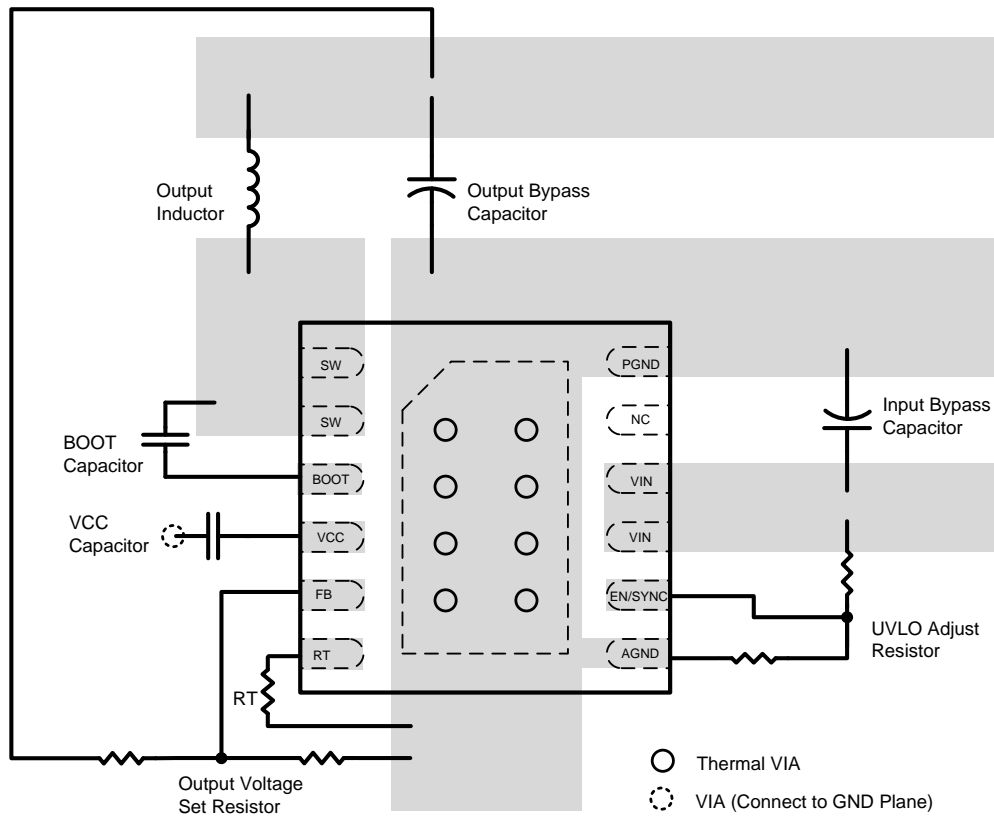 Output
Inductor
Output Bypass
Capacitor
SW
PGND
SW
NC
Input Bypass
Capacitor
BOOT
Capacitor
BOOT
VIN
VCC
Capacitor
VCC
VIN
FB
EN/SYNC
UVLO Adjust
Resistor
RT
AGND
RT
Output Voltage
Set Resistor
Thermal VIA
VIA (Connect to GND Plane)